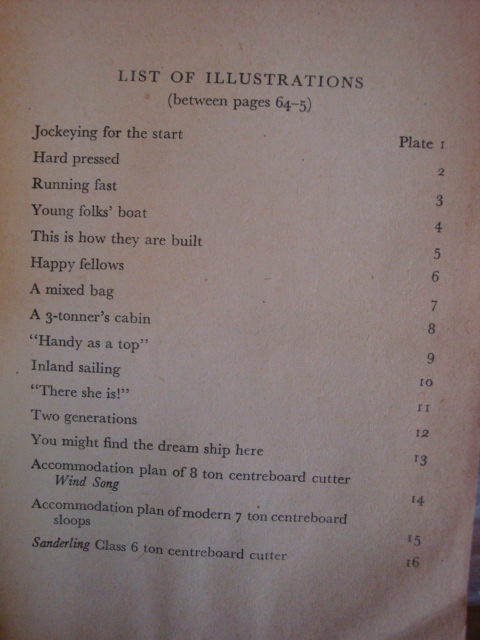 LIST OF ILLUSTRATIONS
(between pages 64–5)
Jockeying for the start Plate 1
Hard pressed 2
Running fast 3
Young folks' boat 4
This is how they are built 5
Happy fellows 6
A mixed bag 7
A 3-tonner's cabin 8
"Handy as a top" 9
Inland sailing 10
"There she is!" 11
Two generations 12
You might find the dream ship here 13
Accommodation plan of 8 ton centreboard cutter
Wind Song 14
Accommodation plan of modern 7 ton centreboard
sloops 15
Sanderling Class 6 ton centreboard cutter 16